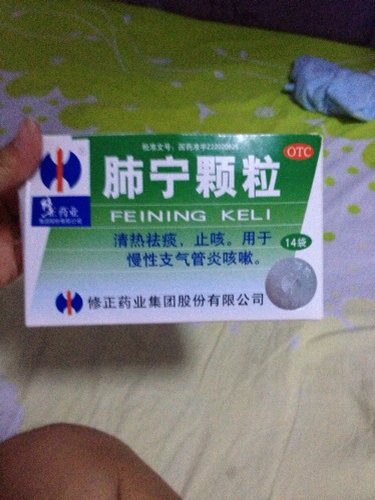 OTC
肺宁颗粒
FEINING KELI
清热祛痰，止咳。用于
慢性支气管炎咳嗽。
14袋
修正药业集团股份有限公司